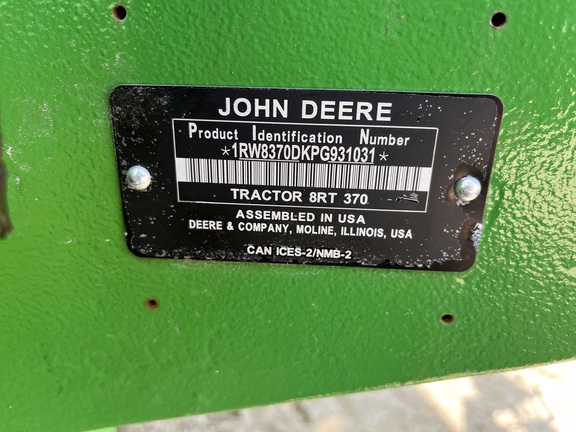 JOHN DEERE
Product Identification Number
*1RW8370DKPG931031*
TRACTOR 8RT 370
ASSEMBLED IN USA
DEERE & COMPANY, MOLINE, ILLINOIS, USA
CAN ICES-2/NMB-2